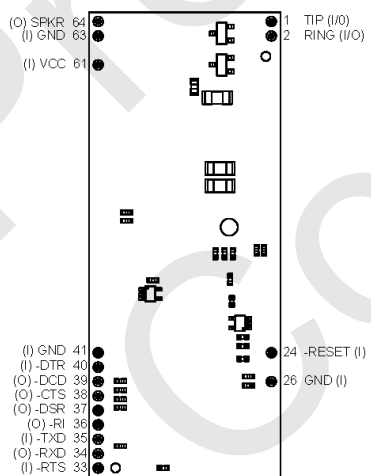 (O) SPKR 64
(I) GND 63
(I) VCC 61
(I) GND 41
(I) -DTR 40
(O) -DCD 39
(O) -CTS 38
(O) -DSR 37
(O) -RI 36
(I) -TXD 35
(O) -RXD 34
(I) -RTS 33
1 TIP (I/0)
2 RING (I/O)
24 -RESET (I)
26 GND (I)